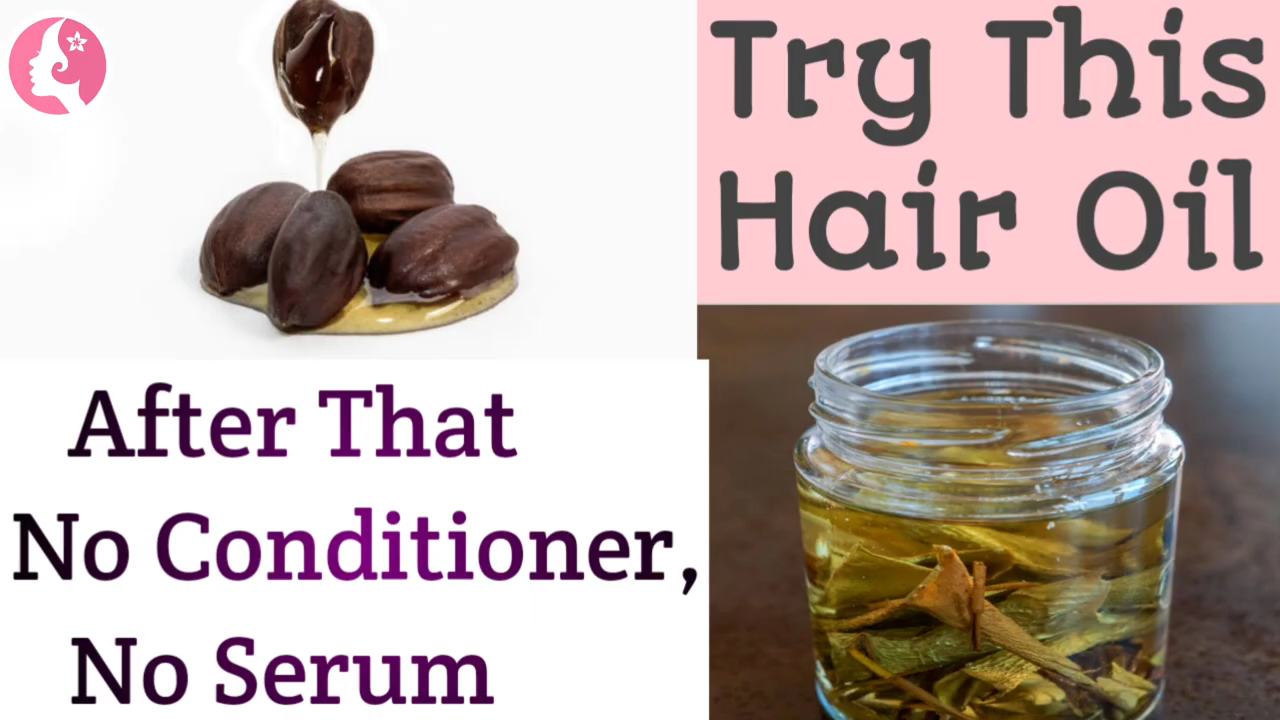 Try This
Hair Oil
After That
No Conditioner,
No Serum